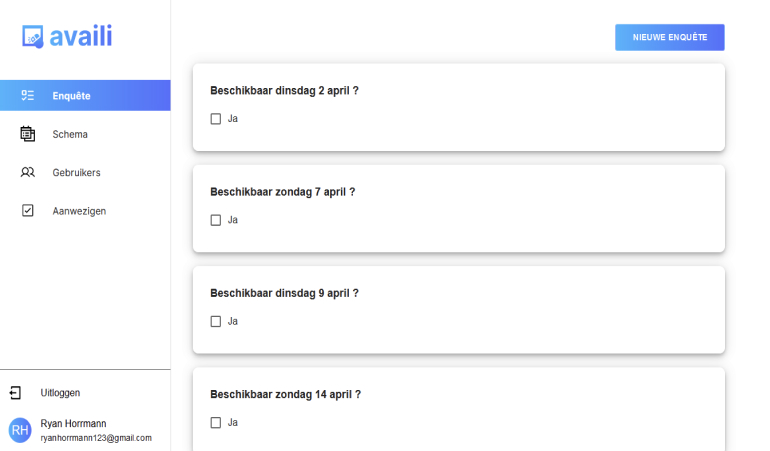 availi
NIEUWE ENQUÊTE
Enquête
Schema
Gebruikers
Aanwezigen
Beschikbaar dinsdag 2 april ?
Ja
Beschikbaar zondag 7 april ?
Ja
Beschikbaar dinsdag 9 april ?
Ja
Beschikbaar zondag 14 april ?
Ja
Uitloggen
RH
Ryan Horrmann
ryanhorrmann123@gmail.com